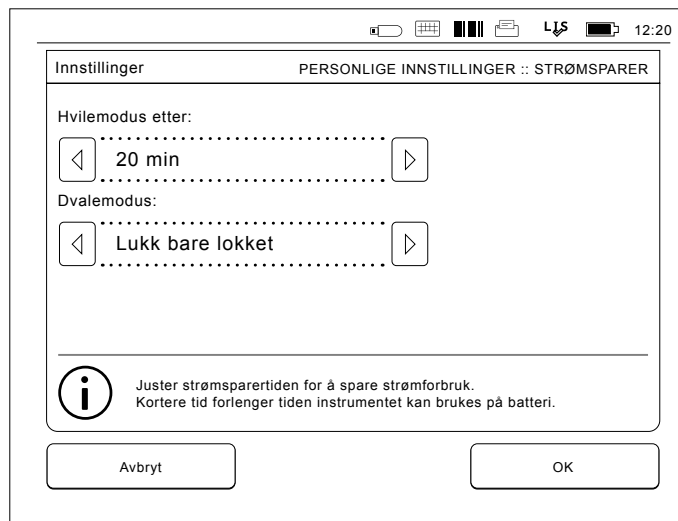 LIS 12:20
Innstillinger PERSONLIGE INNSTILLINGER :: STRØMSPARER
Hvilemodus etter:
20 min
Dvalemodus:
Lukk bare lokket
Juster strømsparertiden for å spare strømforbruk.
Kortere tid forlenger tiden instrumentet kan brukes på batteri.
Avbryt OK